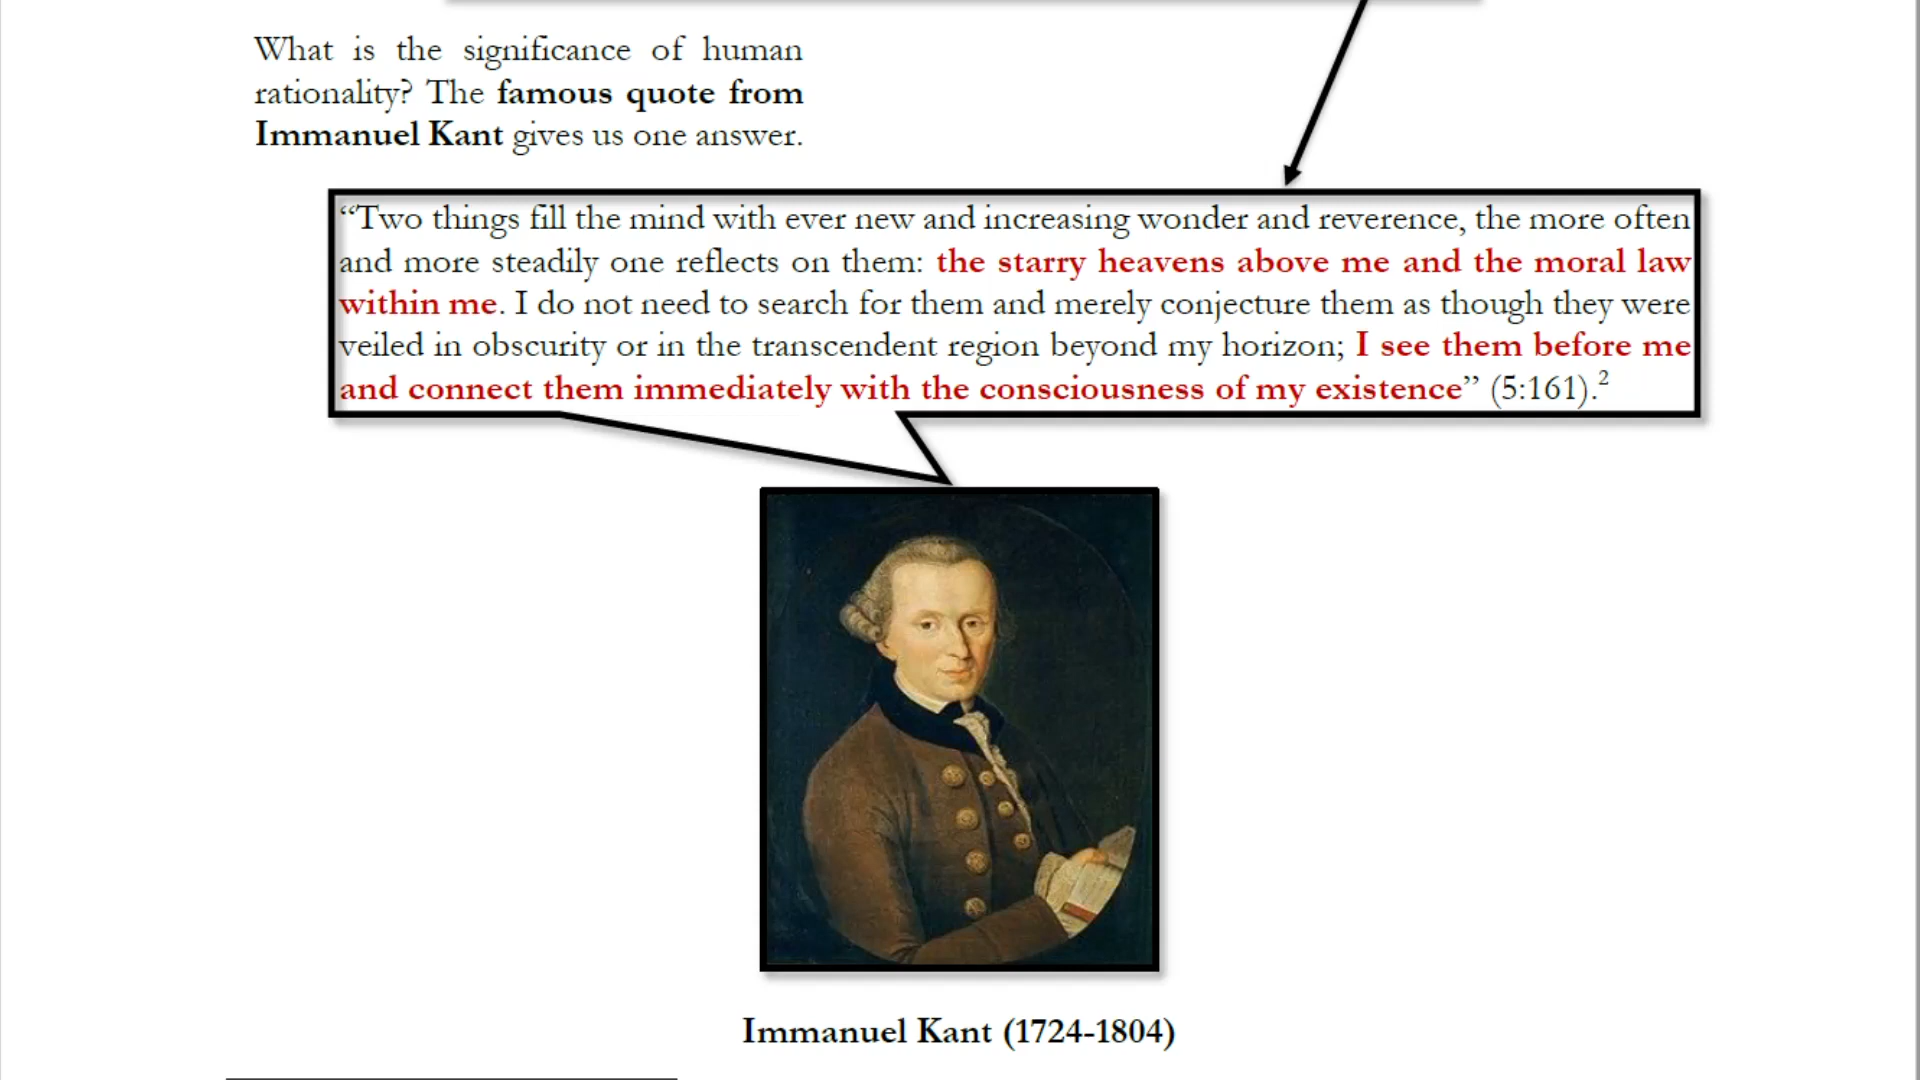 What is the significance of human
rationality? The famous quote from
Immanuel Kant gives us one answer.
“Two things fill the mind with ever new and increasing wonder and reverence, the more often
and more steadily one reflects on them: the starry heavens above me and the moral law
within me. I do not need to search for them and merely conjecture them as though they were
veiled in obscurity or in the transcendent region beyond my horizon; I see them before me
and connect them immediately with the consciousness of my existence” (5:161).²
Immanuel Kant (1724-1804)